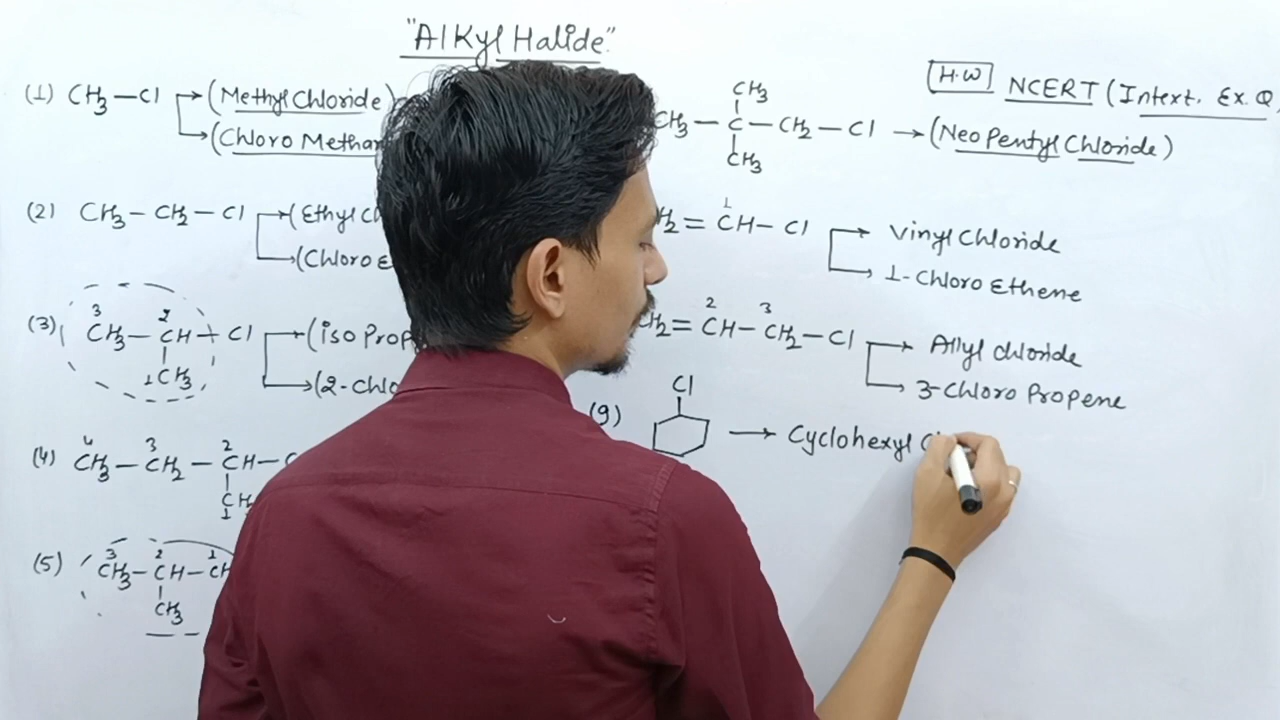 "Alkyl Halide"
(1) CH3—Cl (Methyl Chloride)
(Chloro Methan
(2) CH3—CH2—Cl (Ethyl C
(Chloro E
3 2
(3) CH3—CH—Cl (iso Prop
1CH3 (2-Chlo
4 3 2
(4) CH3—CH2—CH—
CH
1
3 2 1
(5) CH3—CH—CH
CH3
H.W NCERT (Intext. Ex. Q
CH3
CH3—C—CH2—Cl → (Neo Pentyl Chloride)
CH3
1
H2=CH—Cl Vinyl Chloride
1-Chloro Ethene
2 3
H2=CH—CH2—Cl Allyl chloride
3-Chloro Propene
Cl
(9) → Cyclohexyl C